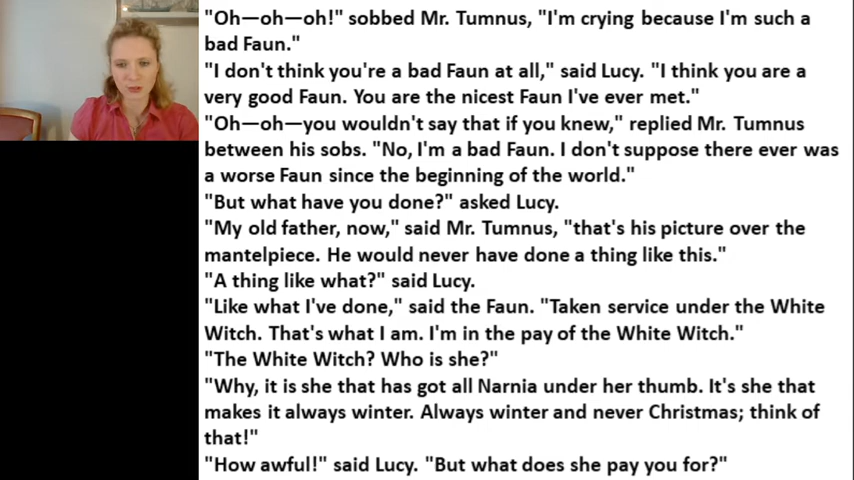 "Oh—oh—oh!" sobbed Mr. Tumnus, "I'm crying because I'm such a
bad Faun."
"I don't think you're a bad Faun at all," said Lucy. "I think you are a
very good Faun. You are the nicest Faun I've ever met."
"Oh—oh—you wouldn't say that if you knew," replied Mr. Tumnus
between his sobs. "No, I'm a bad Faun. I don't suppose there ever was
a worse Faun since the beginning of the world."
"But what have you done?" asked Lucy.
"My old father, now," said Mr. Tumnus, "that's his picture over the
mantelpiece. He would never have done a thing like this."
"A thing like what?" said Lucy.
"Like what I've done," said the Faun. "Taken service under the White
Witch. That's what I am. I'm in the pay of the White Witch."
"The White Witch? Who is she?"
"Why, it is she that has got all Narnia under her thumb. It's she that
makes it always winter. Always winter and never Christmas; think of
that!"
"How awful!" said Lucy. "But what does she pay you for?"